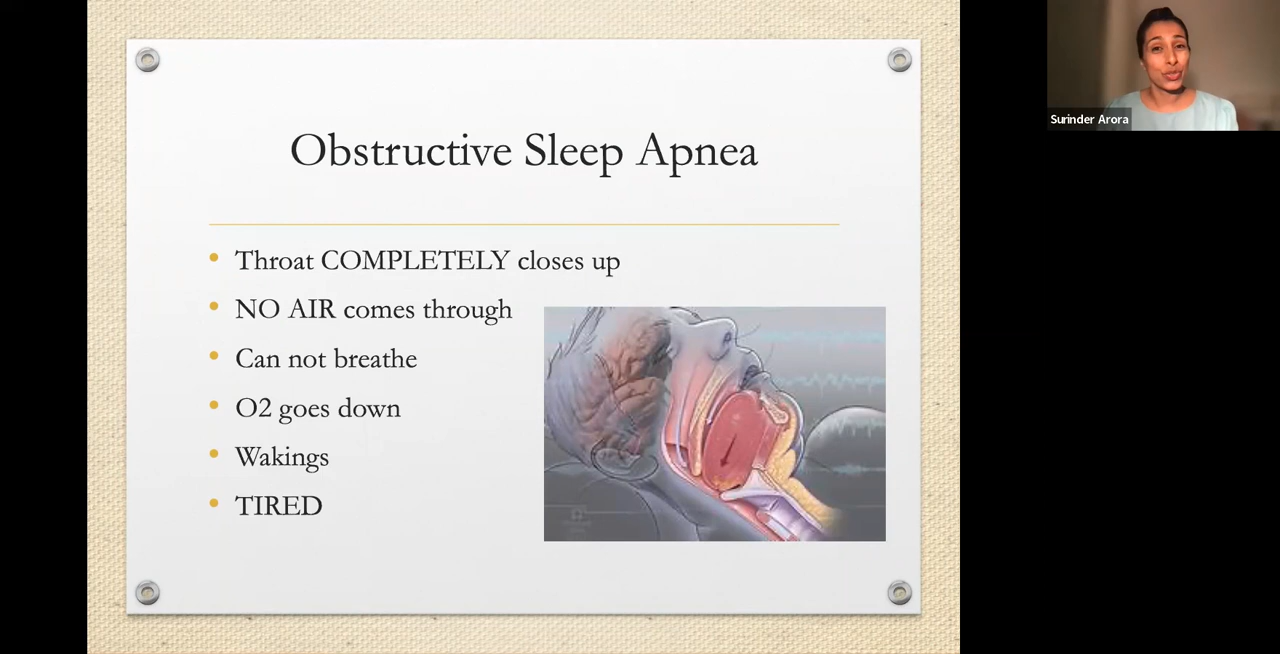 Obstructive Sleep Apnea
Throat COMPLETELY closes up
NO AIR comes through
Can not breathe
O2 goes down
Wakings
TIRED
Surinder Arora